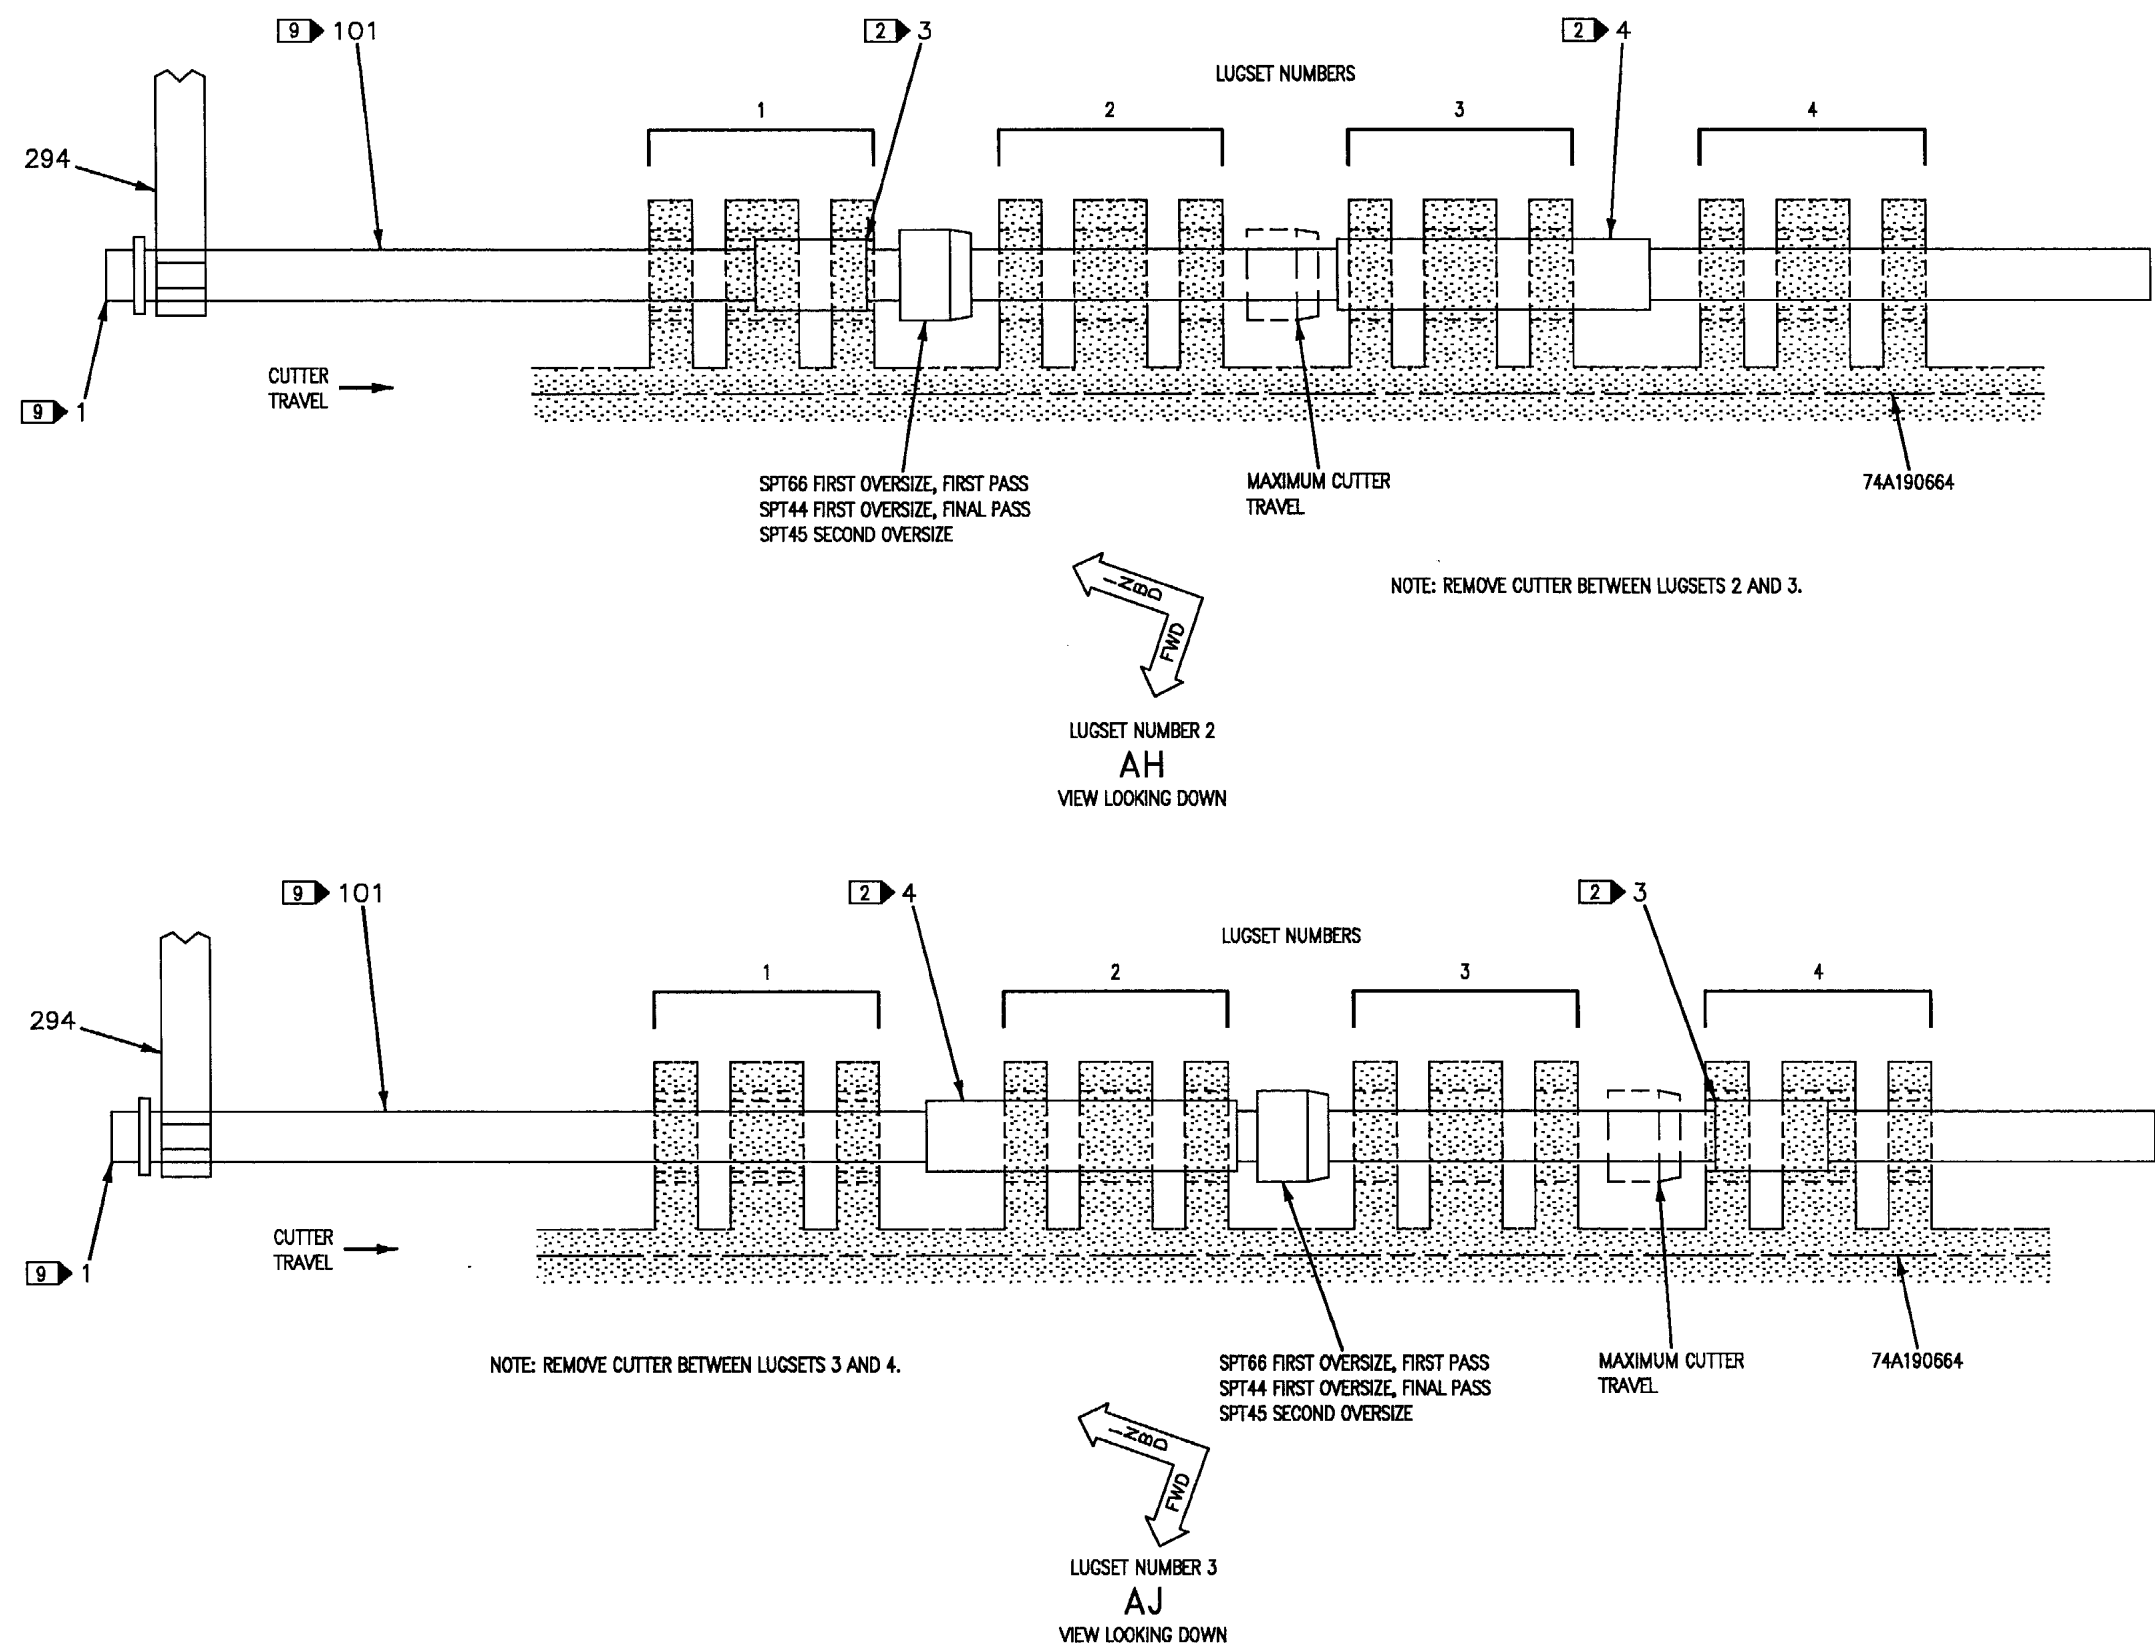 9 101
2 3
2 4
LUGSET NUMBERS
1 2 3 4
294
CUTTER
TRAVEL
9 1
SPT66 FIRST OVERSIZE, FIRST PASS
SPT44 FIRST OVERSIZE, FINAL PASS
SPT45 SECOND OVERSIZE
MAXIMUM CUTTER
TRAVEL
74A190664
INBD
FWD
NOTE: REMOVE CUTTER BETWEEN LUGSETS 2 AND 3.
LUGSET NUMBER 2
AH
VIEW LOOKING DOWN
9 101
2 4
2 3
LUGSET NUMBERS
1 2 3 4
294
CUTTER
TRAVEL
9 1
NOTE: REMOVE CUTTER BETWEEN LUGSETS 3 AND 4.
SPT66 FIRST OVERSIZE, FIRST PASS
SPT44 FIRST OVERSIZE, FINAL PASS
SPT45 SECOND OVERSIZE
MAXIMUM CUTTER
TRAVEL
74A190664
INBD
FWD
LUGSET NUMBER 3
AJ
VIEW LOOKING DOWN